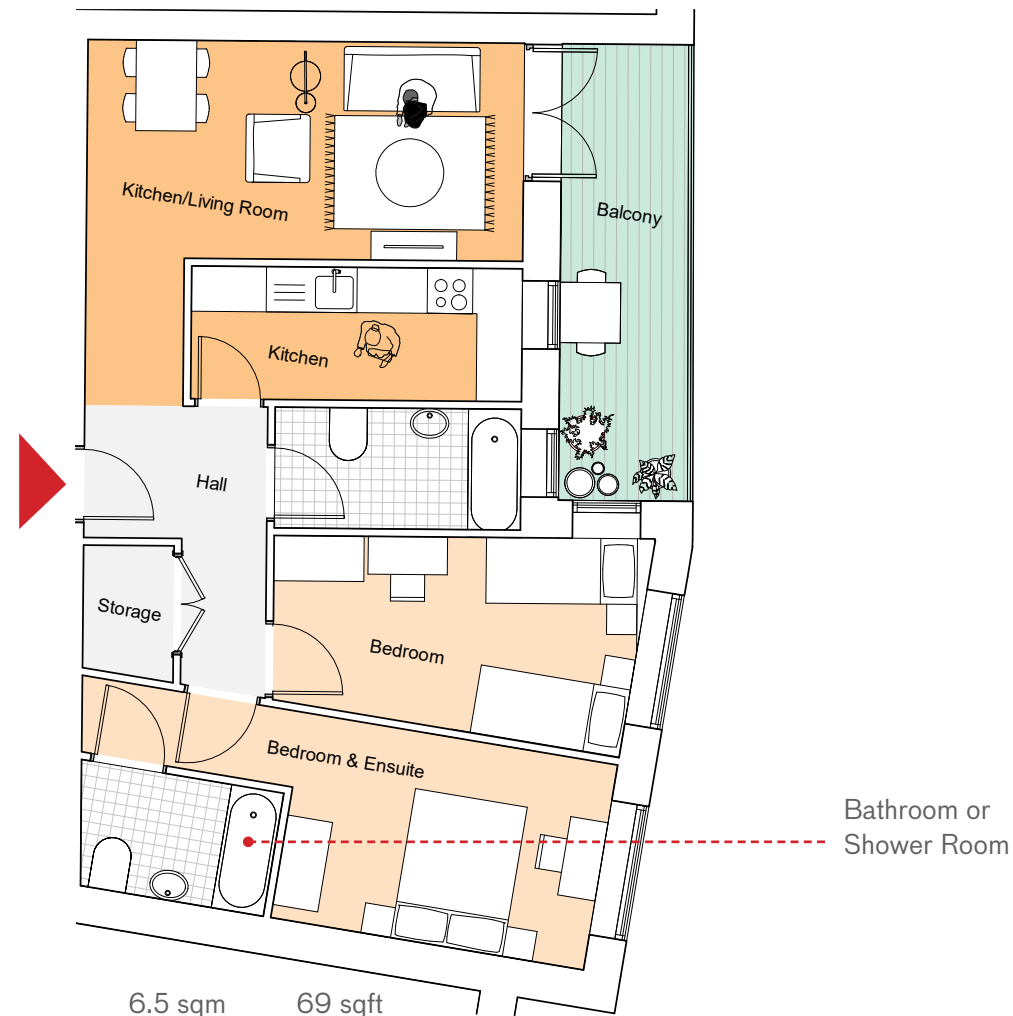 Kitchen/Living Room
Balcony
Kitchen
Hall
Storage
Bedroom
Bedroom & Ensuite
Bathroom or
Shower Room
6.5 sqm 69 sqft